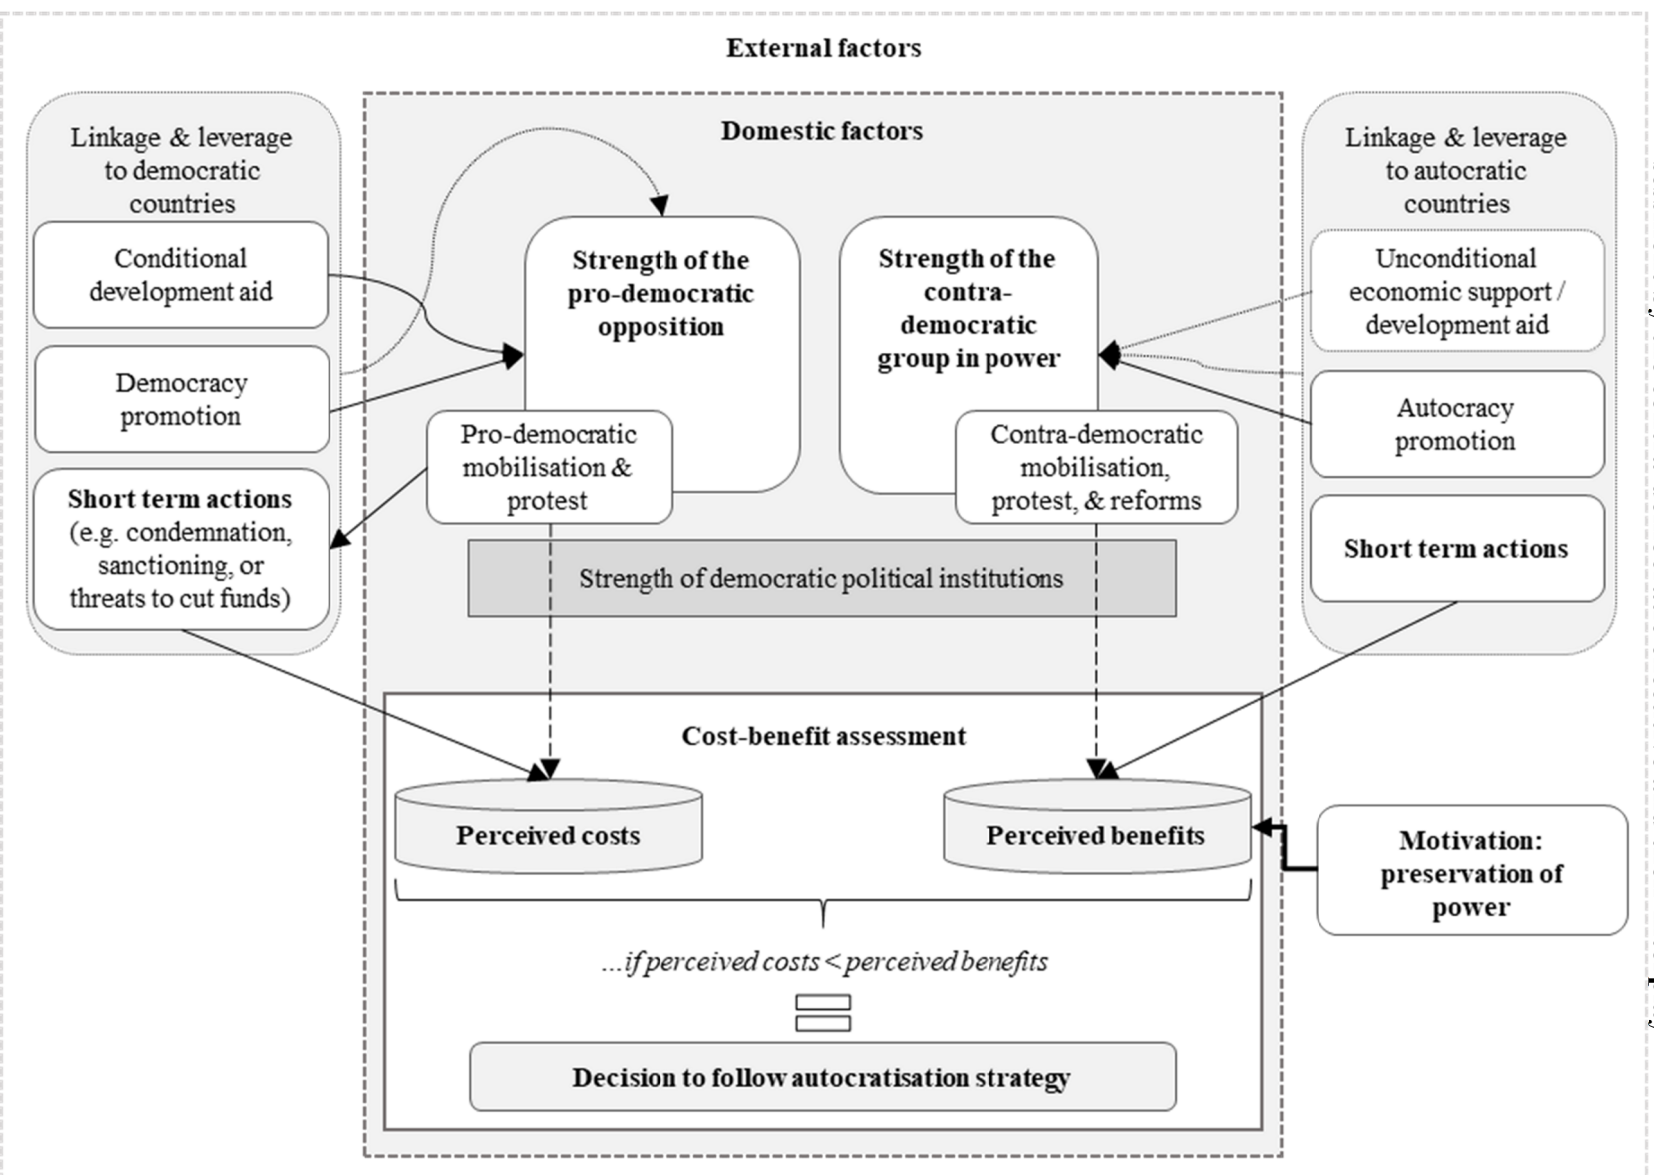 External factors
Linkage & leverage
to democratic
countries
Conditional
development aid
Democracy
promotion
Short term actions
(e.g. condemnation,
sanctioning, or
threats to cut funds)
Domestic factors
Strength of the
pro-democratic
opposition
Pro-democratic
mobilisation &
protest
Strength of the
contra-
democratic
group in power
Contra-democratic
mobilisation,
protest, & reforms
Strength of democratic political institutions
Linkage & leverage
to autocratic
countries
Unconditional
economic support /
development aid
Autocracy
promotion
Short term actions
Cost-benefit assessment
Perceived costs
Perceived benefits
Motivation:
preservation of
power
...if perceived costs < perceived benefits
Decision to follow autocratisation strategy